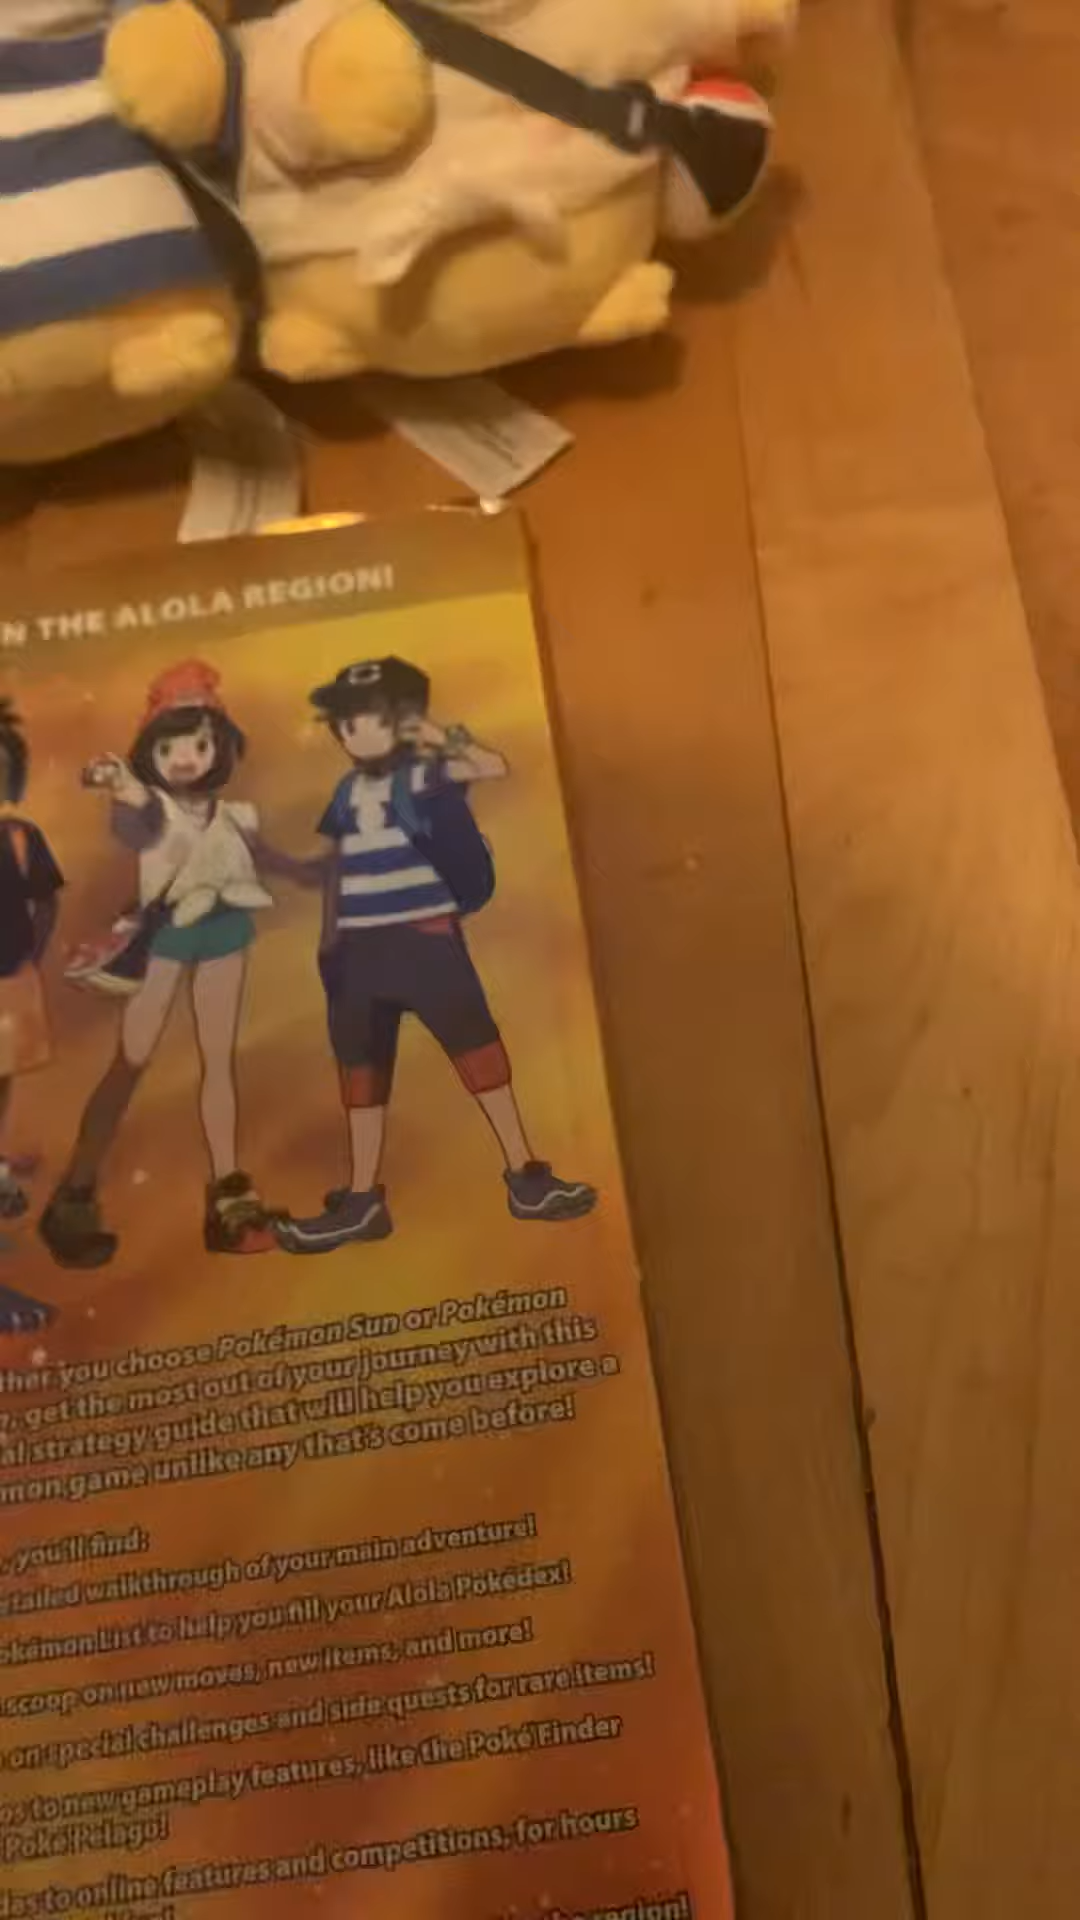 N THE ALOLA REGION!
ther you choose Pokémon Sun or Pokémon
, get the most out of your journey with this
al strategy guide that will help you explore a
mon game unlike any that's come before!
, you'll find:
tailed walkthrough of your main adventure!
okémon List to help you fill your Alola Pokédex!
scoop on new moves, new items, and more!
on special challenges and side quests for rare items!
os to new gameplay features, like the Poké Finder
Poké Pelago!
des to online features and competitions, for hours
region!